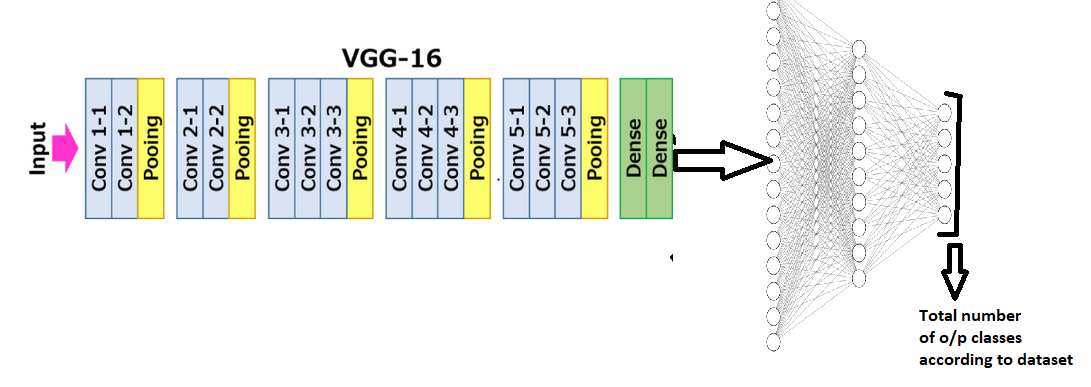 VGG-16
Input
Conv 1-1
Conv 1-2
Pooing
Conv 2-1
Conv 2-2
Pooing
Conv 3-1
Conv 3-2
Conv 3-3
Pooing
Conv 4-1
Conv 4-2
Conv 4-3
Pooing
Conv 5-1
Conv 5-2
Conv 5-3
Pooing
Dense
Dense
Total number
of o/p classes
according to dataset